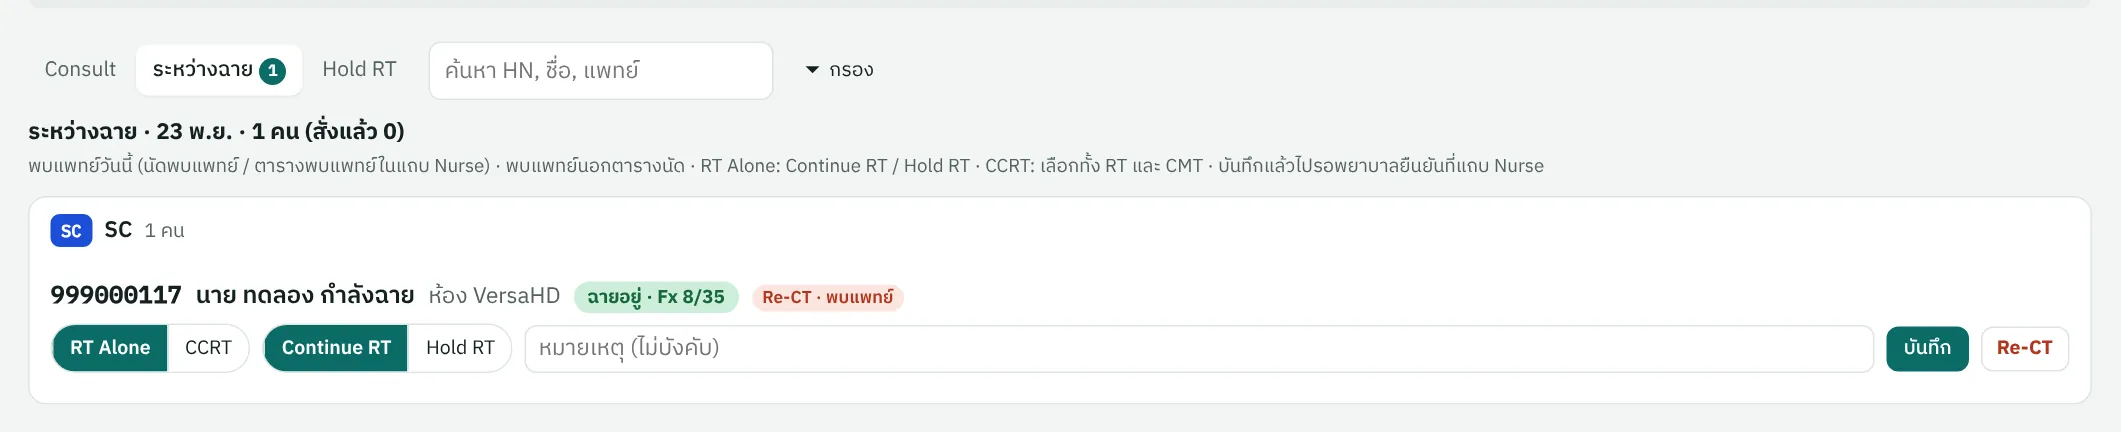 Consult ระหว่างฉาย 1 Hold RT ค้นหา HN, ชื่อ, แพทย์ กรอง
ระหว่างฉาย · 23 พ.ย. · 1 คน (สั่งแล้ว 0)
พบแพทย์วันนี้ (นัดพบแพทย์ / ตารางพบแพทย์ในแถบ Nurse) · พบแพทย์นอกตารางนัด · RT Alone: Continue RT / Hold RT · CCRT: เลือกทั้ง RT และ CMT · บันทึกแล้วไปรอพยาบาลยืนยันที่แถบ Nurse
SC SC 1 คน
999000117 นาย ทดลอง กำลังฉาย ห้อง VersaHD ฉายอยู่ · Fx 8/35 Re-CT · พบแพทย์
RT Alone CCRT Continue RT Hold RT หมายเหตุ (ไม่บังคับ) บันทึก Re-CT